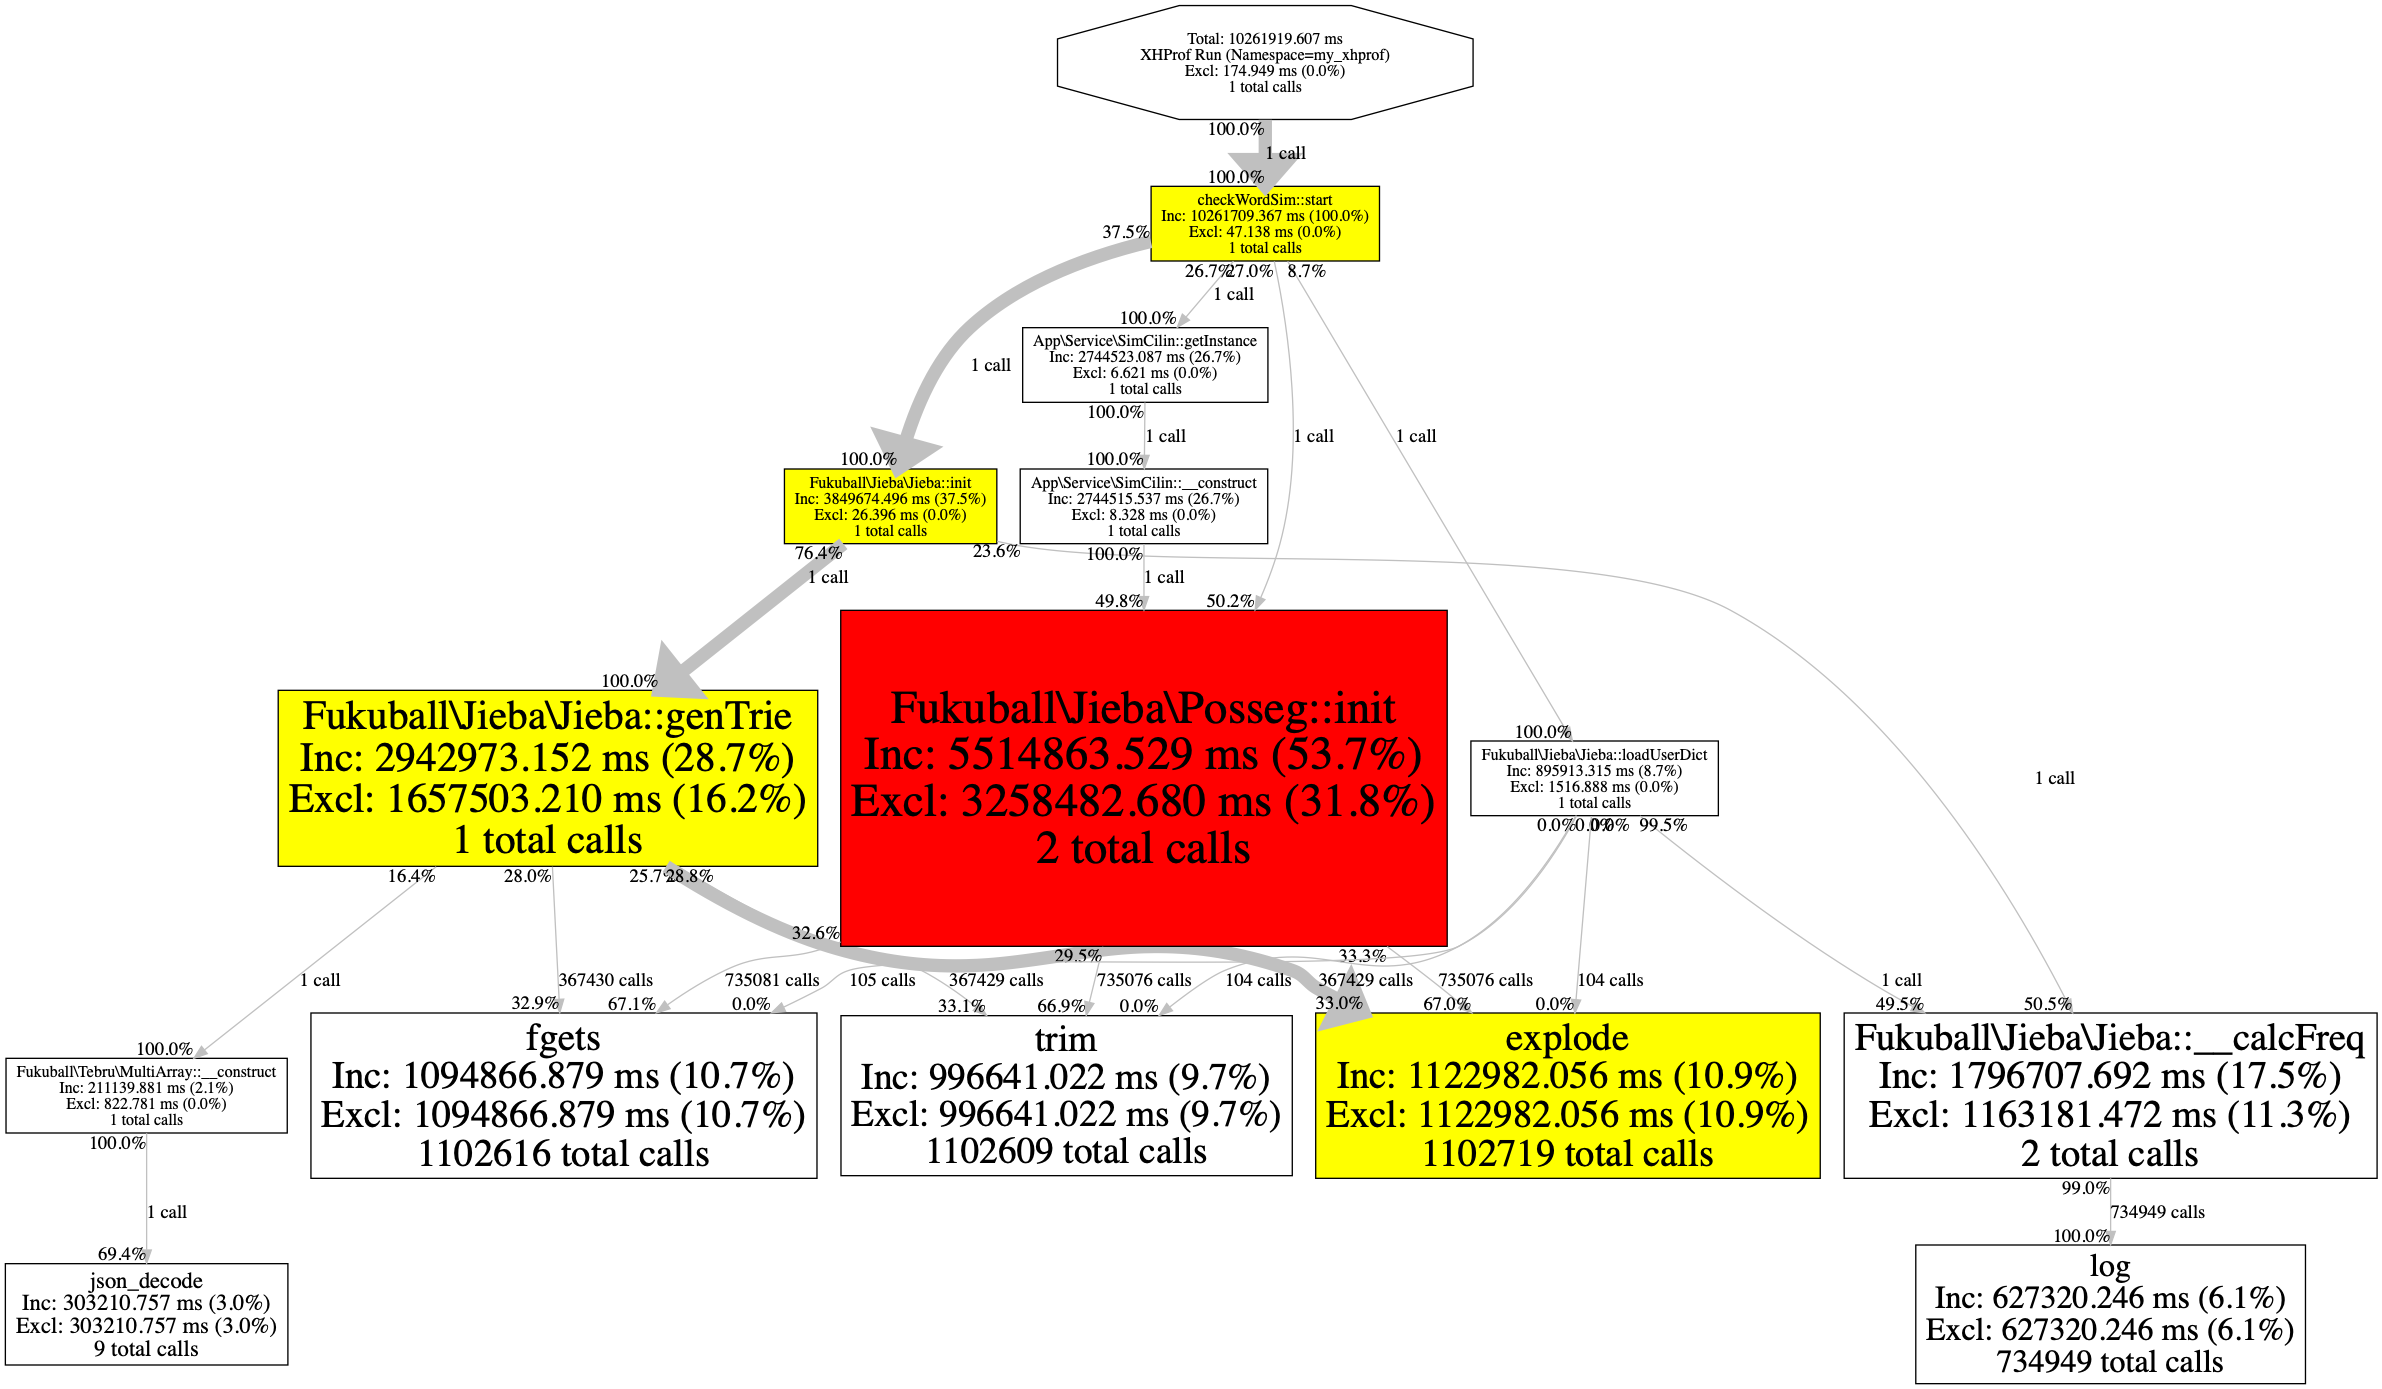 Total: 10261919.607 ms
XHProf Run (Namespace=my_xhprof)
Excl: 174.949 ms (0.0%)
1 total calls
100.0%
1 call
100.0%
checkWordSim::start
Inc: 10261709.367 ms (100.0%)
Excl: 47.138 ms (0.0%)
1 total calls
37.5%
26.7%
27.0%
8.7%
1 call
100.0%
App\Service\SimCilin::getInstance
Inc: 2744523.087 ms (26.7%)
Excl: 6.621 ms (0.0%)
1 total calls
1 call
100.0%
1 call
1 call
1 call
100.0%
100.0%
Fukuball\Jieba\Jieba::init
Inc: 3849674.496 ms (37.5%)
Excl: 26.396 ms (0.0%)
1 total calls
App\Service\SimCilin::__construct
Inc: 2744515.537 ms (26.7%)
Excl: 8.328 ms (0.0%)
1 total calls
76.4%
23.6%
100.0%
1 call
1 call
49.8%
50.2%
100.0%
Fukuball\Jieba\Jieba::genTrie
Inc: 2942973.152 ms (28.7%)
Excl: 1657503.210 ms (16.2%)
1 total calls
Fukuball\Jieba\Posseg::init
Inc: 5514863.529 ms (53.7%)
Excl: 3258482.680 ms (31.8%)
2 total calls
100.0%
Fukuball\Jieba\Jieba::loadUserDict
Inc: 895913.315 ms (8.7%)
Excl: 1516.888 ms (0.0%)
1 total calls
1 call
0.0%
0.0%
0.0%
99.5%
16.4%
28.0%
25.7%
28.8%
32.6%
29.5%
33.3%
1 call
367430 calls
735081 calls
105 calls
367429 calls
735076 calls
104 calls
367429 calls
735076 calls
104 calls
1 call
32.9%
67.1%
0.0%
33.1%
66.9%
0.0%
33.0%
67.0%
0.0%
49.5%
50.5%
100.0%
Fukuball\Tebru\MultiArray::__construct
Inc: 211139.881 ms (2.1%)
Excl: 822.781 ms (0.0%)
1 total calls
fgets
Inc: 1094866.879 ms (10.7%)
Excl: 1094866.879 ms (10.7%)
1102616 total calls
trim
Inc: 996641.022 ms (9.7%)
Excl: 996641.022 ms (9.7%)
1102609 total calls
explode
Inc: 1122982.056 ms (10.9%)
Excl: 1122982.056 ms (10.9%)
1102719 total calls
Fukuball\Jieba\Jieba::__calcFreq
Inc: 1796707.692 ms (17.5%)
Excl: 1163181.472 ms (11.3%)
2 total calls
100.0%
1 call
69.4%
json_decode
Inc: 303210.757 ms (3.0%)
Excl: 303210.757 ms (3.0%)
9 total calls
99.0%
734949 calls
100.0%
log
Inc: 627320.246 ms (6.1%)
Excl: 627320.246 ms (6.1%)
734949 total calls